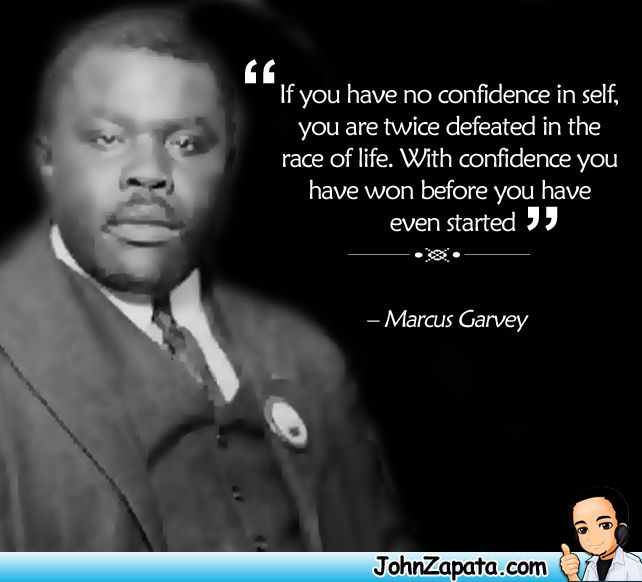 “If you have no confidence in self,
you are twice defeated in the
race of life. With confidence you
have won before you have
even started”
– Marcus Garvey
JohnZapata.com